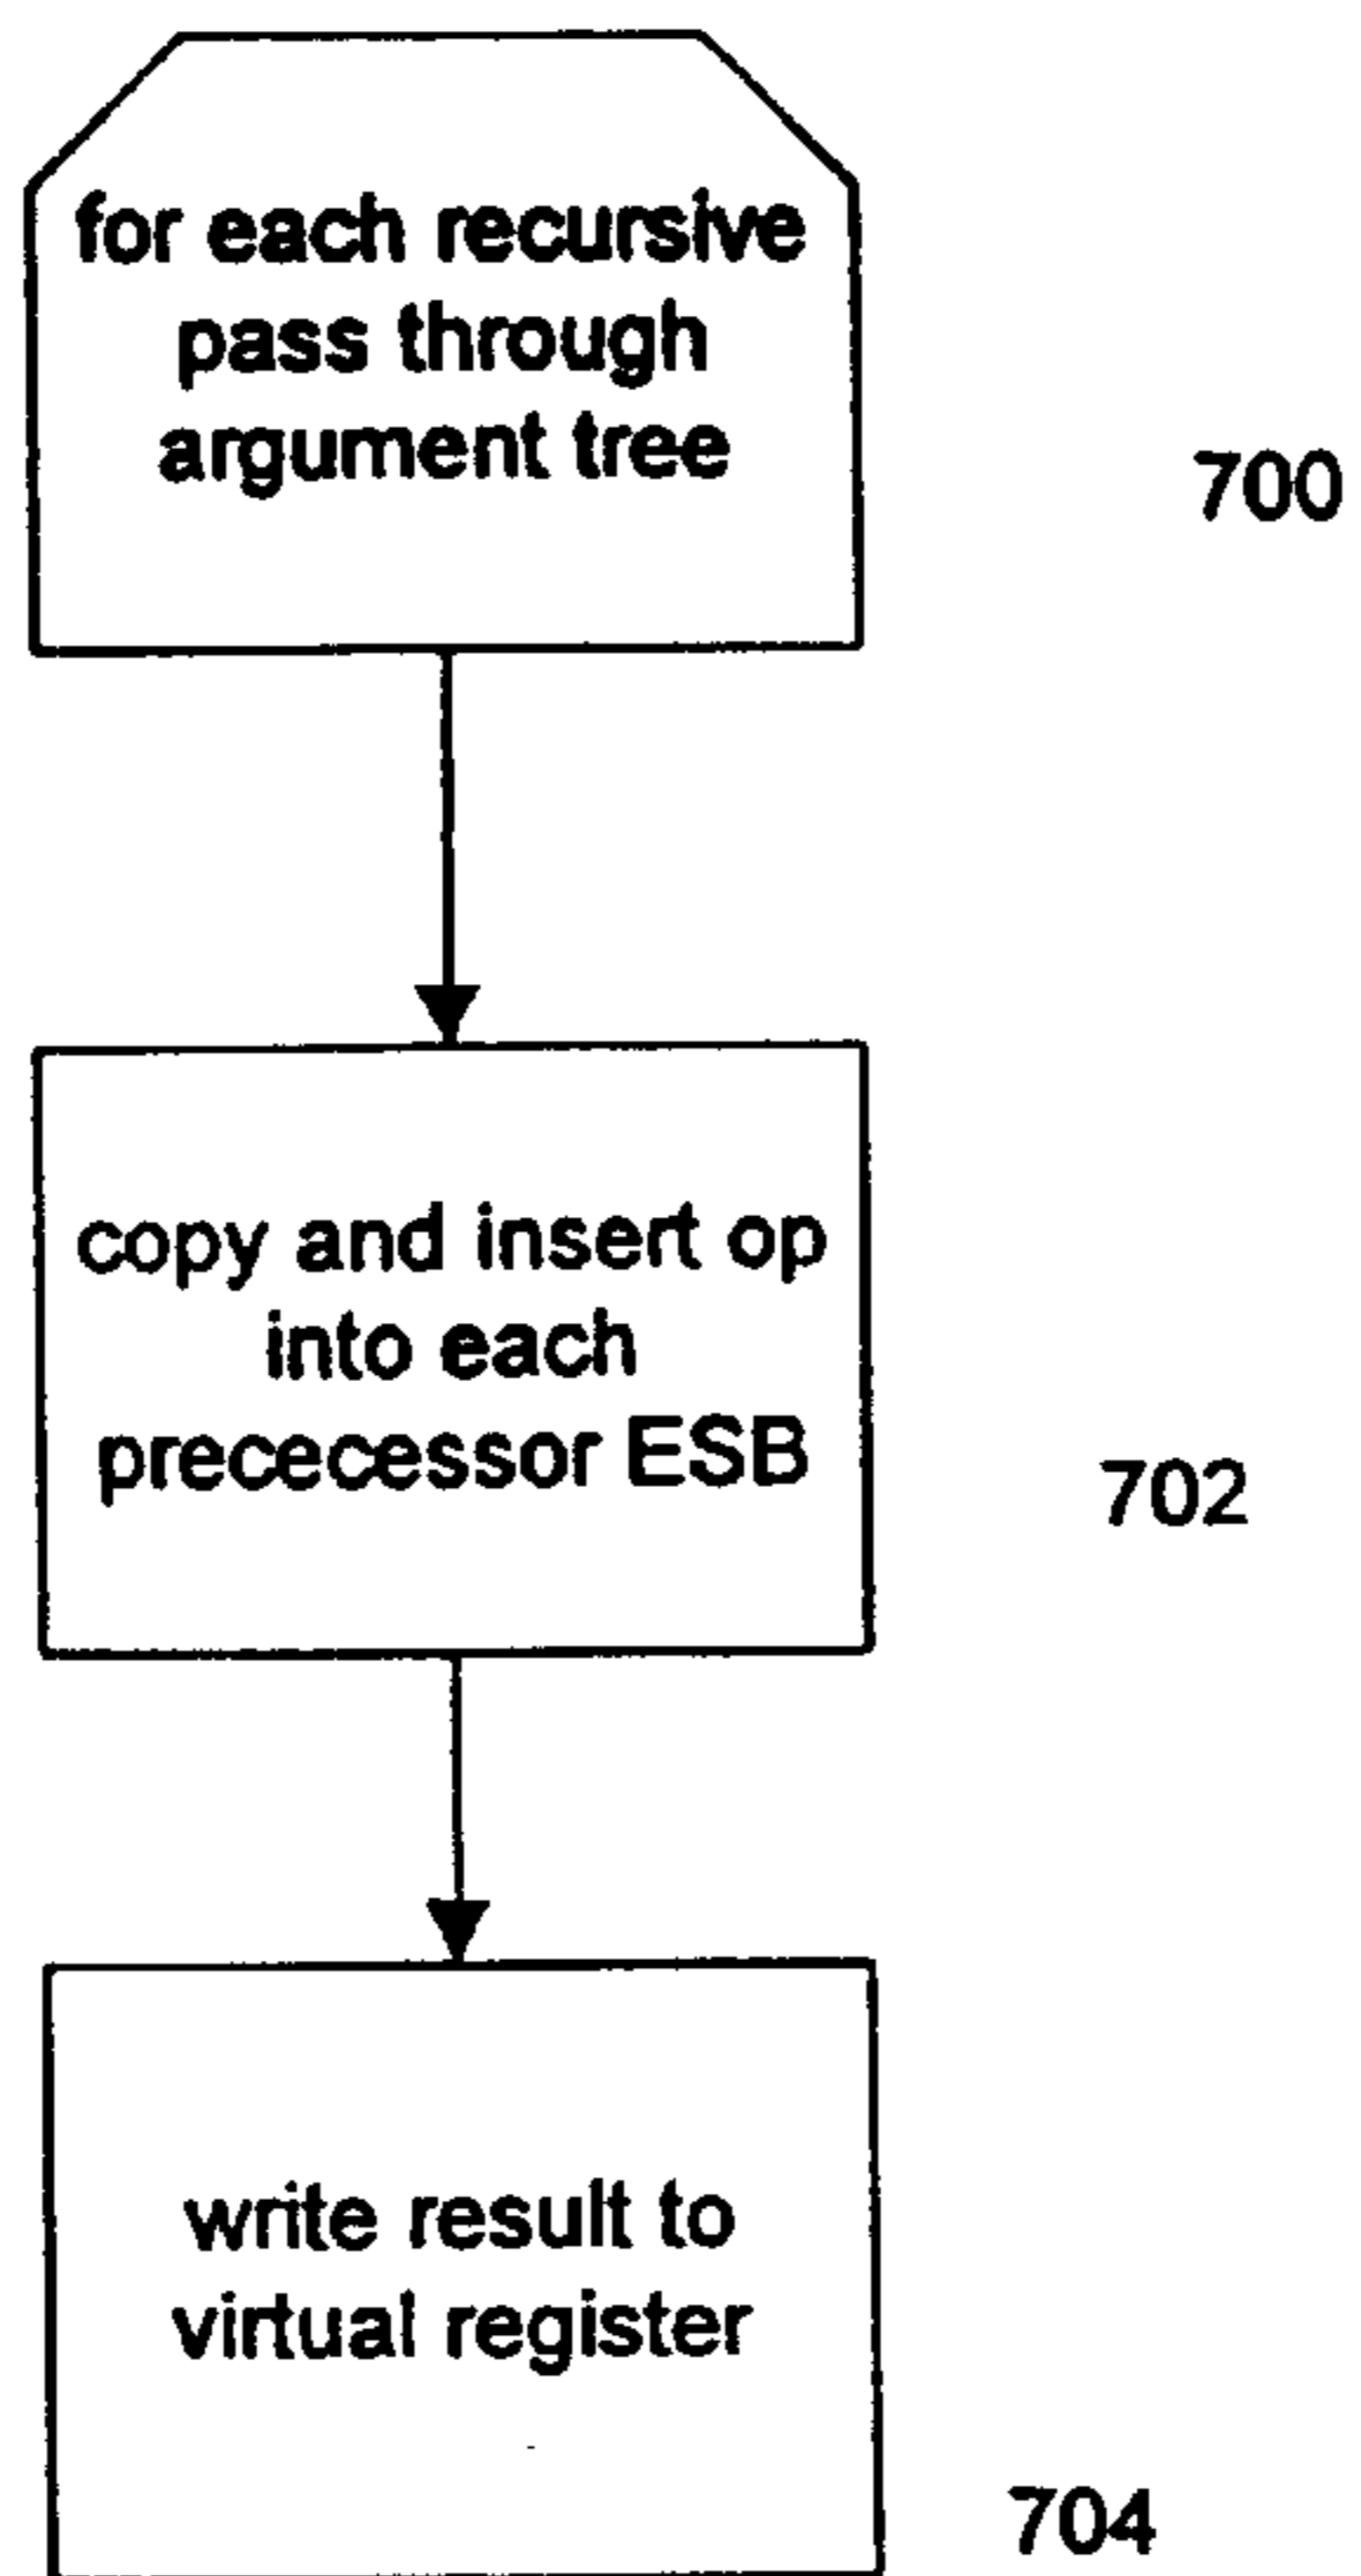 for each recursive
pass through
argument tree
700
copy and insert op
into each
prececessor ESB
702
write result to
virtual register
704